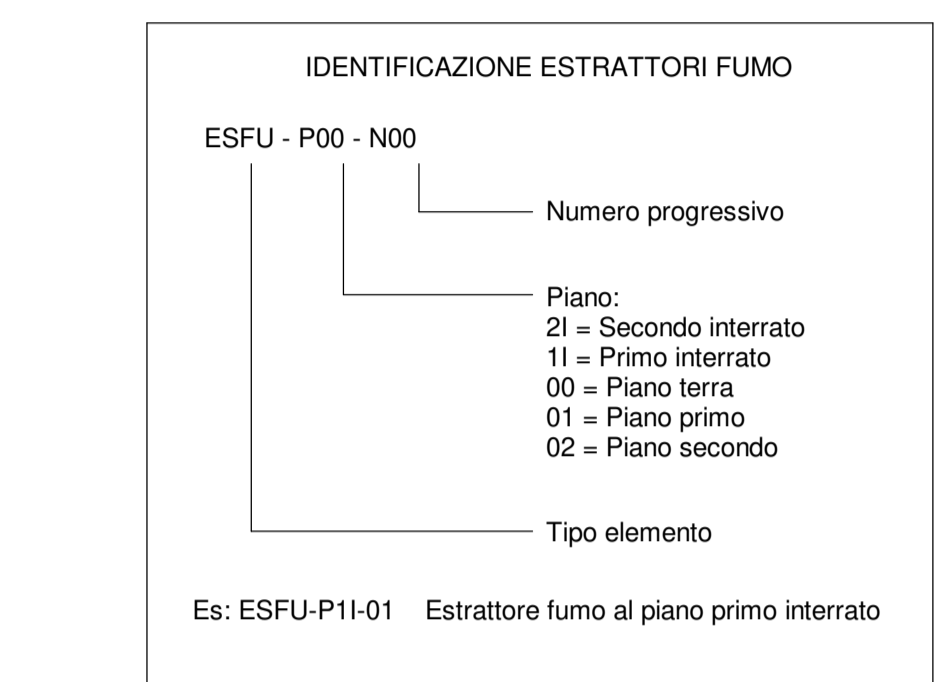 IDENTIFICAZIONE ESTRATTORI FUMO
ESFU - P00 - N00
Numero progressivo
Piano:
2I = Secondo interrato
1I = Primo interrato
00 = Piano terra
01 = Piano primo
02 = Piano secondo
Tipo elemento
Es: ESFU-P1I-01 Estrattore fumo al piano primo interrato